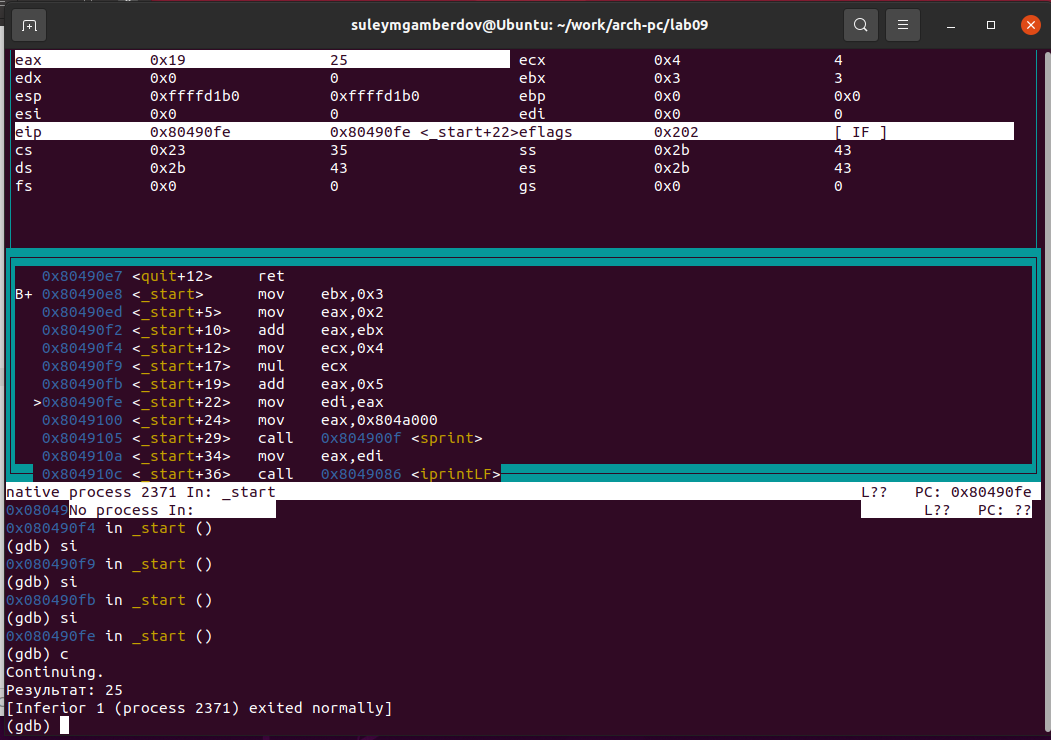 suleymgamberdov@Ubuntu: ~/work/arch-pc/lab09
eax 0x19 25 ecx 0x4 4
edx 0x0 0 ebx 0x3 3
esp 0xffffd1b0 0xffffd1b0 ebp 0x0 0x0
esi 0x0 0 edi 0x0 0
eip 0x80490fe 0x80490fe <_start+22>eflags 0x202 [ IF ]
cs 0x23 35 ss 0x2b 43
ds 0x2b 43 es 0x2b 43
fs 0x0 0 gs 0x0 0
0x80490e7 <quit+12> ret
B+ 0x80490e8 <_start> mov ebx,0x3
0x80490ed <_start+5> mov eax,0x2
0x80490f2 <_start+10> add eax,ebx
0x80490f4 <_start+12> mov ecx,0x4
0x80490f9 <_start+17> mul ecx
0x80490fb <_start+19> add eax,0x5
>0x80490fe <_start+22> mov edi,eax
0x8049100 <_start+24> mov eax,0x804a000
0x8049105 <_start+29> call 0x804900f <sprint>
0x804910a <_start+34> mov eax,edi
0x804910c <_start+36> call 0x8049086 <iprintLF>
native process 2371 In: _start L?? PC: 0x80490fe
0x08049No process In: L?? PC: ??
0x080490f4 in _start ()
(gdb) si
0x080490f9 in _start ()
(gdb) si
0x080490fb in _start ()
(gdb) si
0x080490fe in _start ()
(gdb) c
Continuing.
Результат: 25
[Inferior 1 (process 2371) exited normally]
(gdb)